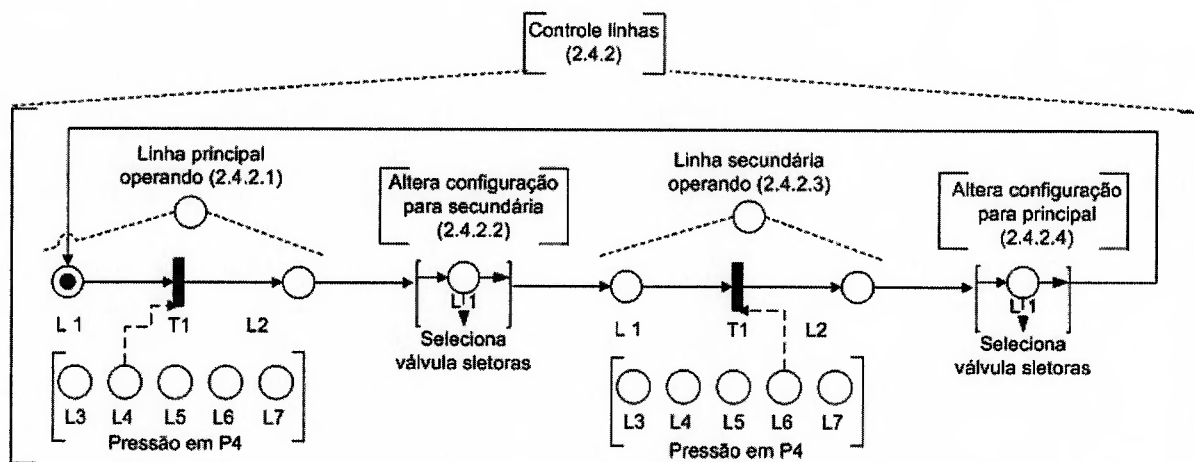 Controle linhas
(2.4.2)
Linha principal
operando (2.4.2.1)
Altera configuração
para secundária
(2.4.2.2)
Linha secundária
operando (2.4.2.3)
Altera configuração
para principal
(2.4.2.4)
L 1
T1
L2
L 1
Seleciona
válvula sletoras
L 1
T1
L2
L 1
Seleciona
válvula sletoras
L3 L4 L5 L6 L7
Pressão em P4
L3 L4 L5 L6 L7
Pressão em P4